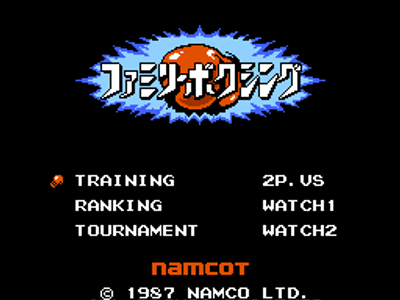 ファミリーボクシング
TRAINING 2P.VS
RANKING WATCH1
TOURNAMENT WATCH2
namcot
© 1987 NAMCO LTD.